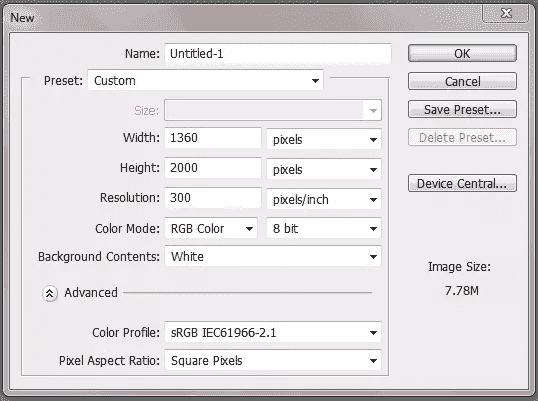 New
Name: Untitled-1 OK
Preset: Custom Cancel
Size: Save Preset...
Width: 1360 pixels Delete Preset...
Height: 2000 pixels
Resolution: 300 pixels/inch Device Central...
Color Mode: RGB Color 8 bit
Background Contents: White
Image Size:
Advanced 7.78M
Color Profile: sRGB IEC61966-2.1
Pixel Aspect Ratio: Square Pixels